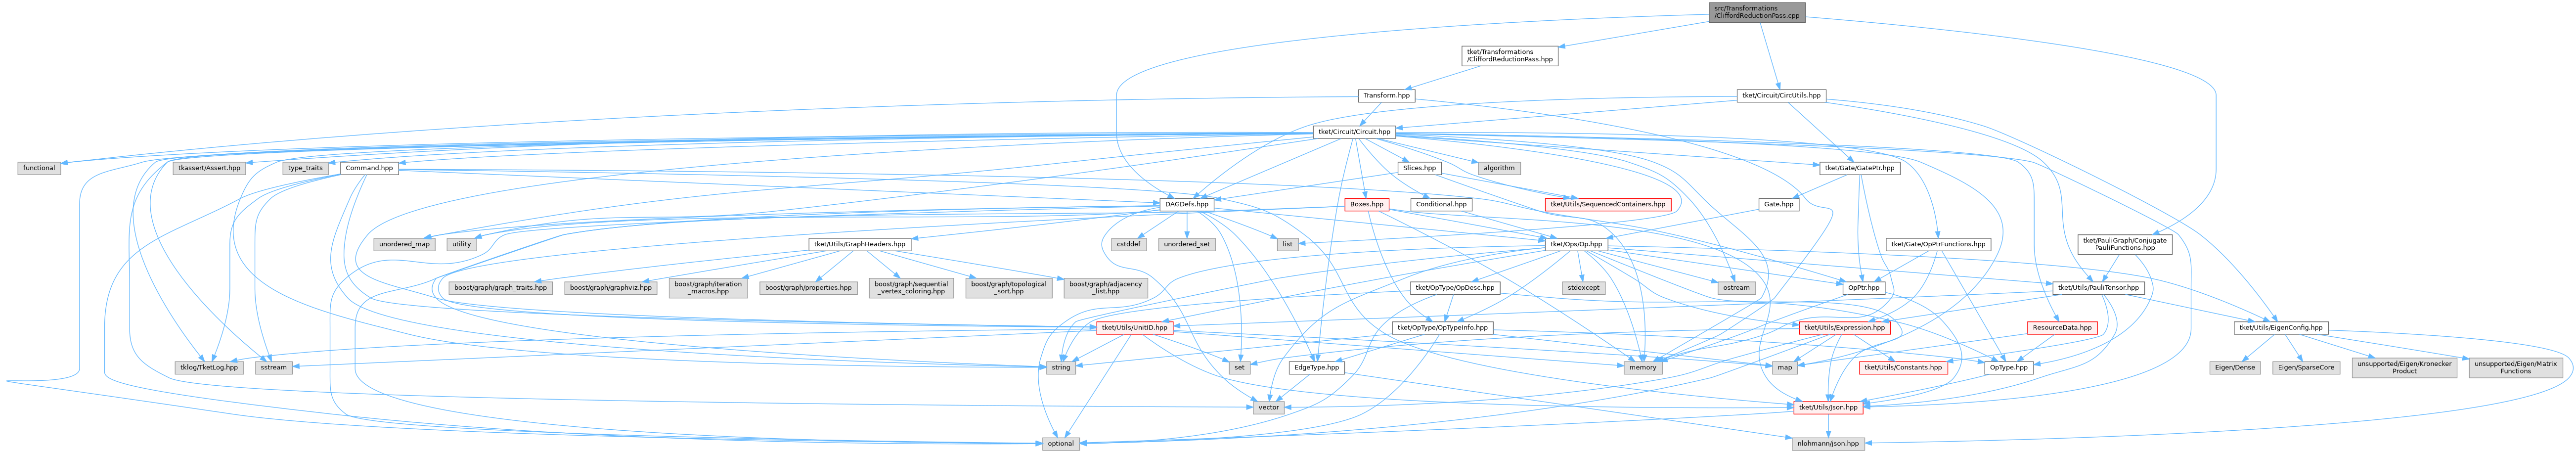 src/Transformations
/CliffordReductionPass.cpp
tket/Transformations
/CliffordReductionPass.hpp
Transform.hpp
tket/Circuit/CircUtils.hpp
tket/Circuit/Circuit.hpp
functional
tkassert/Assert.hpp
type_traits
Command.hpp
Slices.hpp
algorithm
tket/Gate/GatePtr.hpp
DAGDefs.hpp
Boxes.hpp
Conditional.hpp
tket/Utils/SequencedContainers.hpp
Gate.hpp
unordered_map
utility
tket/Utils/GraphHeaders.hpp
cstddef
unordered_set
list
tket/Ops/Op.hpp
tket/Gate/OpPtrFunctions.hpp
tket/PauliGraph/Conjugate
PauliFunctions.hpp
boost/graph/graph_traits.hpp
boost/graph/graphviz.hpp
boost/graph/iteration
_macros.hpp
boost/graph/properties.hpp
boost/graph/sequential
_vertex_coloring.hpp
boost/graph/topological
_sort.hpp
boost/graph/adjacency
_list.hpp
tket/OpType/OpDesc.hpp
stdexcept
ostream
OpPtr.hpp
tket/Utils/PauliTensor.hpp
tket/Utils/UnitID.hpp
tket/OpType/OpTypeInfo.hpp
tket/Utils/Expression.hpp
ResourceData.hpp
tket/Utils/EigenConfig.hpp
tklog/TketLog.hpp
sstream
string
set
EdgeType.hpp
memory
map
tket/Utils/Constants.hpp
OpType.hpp
Eigen/Dense
Eigen/SparseCore
unsupported/Eigen/Kronecker
Product
unsupported/Eigen/Matrix
Functions
vector
tket/Utils/Json.hpp
optional
nlohmann/json.hpp